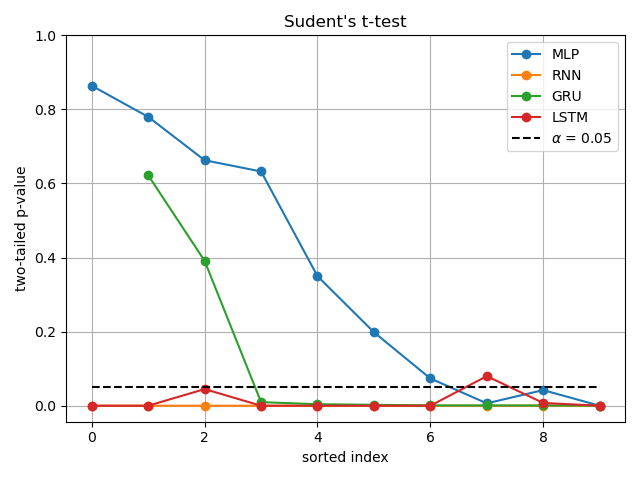 Sudent's t-test
1.0
0.8
0.6
0.4
0.2
0.0
two-tailed p-value
MLP
RNN
GRU
LSTM
α = 0.05
0 2 4 6 8
sorted index